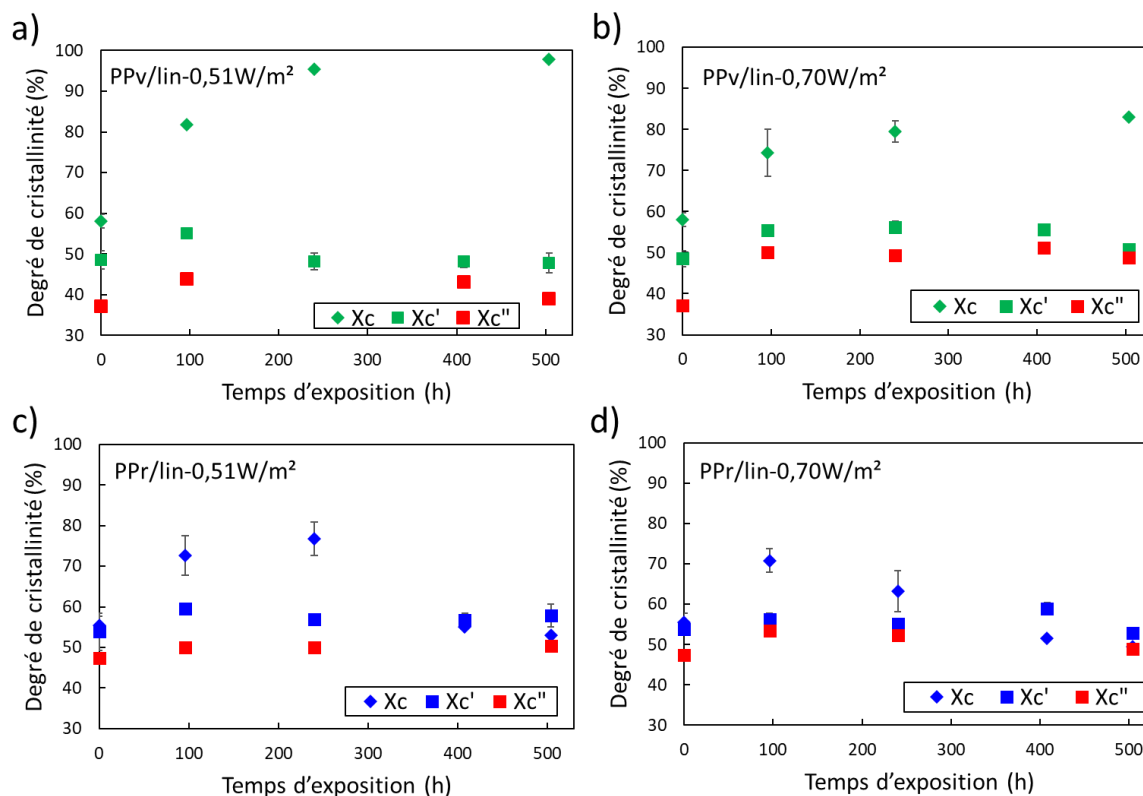 a)
Degré de cristallinité (%)
100
90
80
70
60
50
40
30
PPv/lin-0,51W/m²
Xc Xc' Xc"
0 100 200 300 400 500
Temps d'exposition (h)
b)
Degré de cristallinité (%)
100
90
80
70
60
50
40
30
PPv/lin-0,70W/m²
Xc Xc' Xc"
0 100 200 300 400 500
Temps d'exposition (h)
c)
Degré de cristallinité (%)
100
90
80
70
60
50
40
30
PPr/lin-0,51W/m²
Xc Xc' Xc"
0 100 200 300 400 500
Temps d'exposition (h)
d)
Degré de cristallinité (%)
100
90
80
70
60
50
40
30
PPr/lin-0,70W/m²
Xc Xc' Xc"
0 100 200 300 400 500
Temps d'exposition (h)